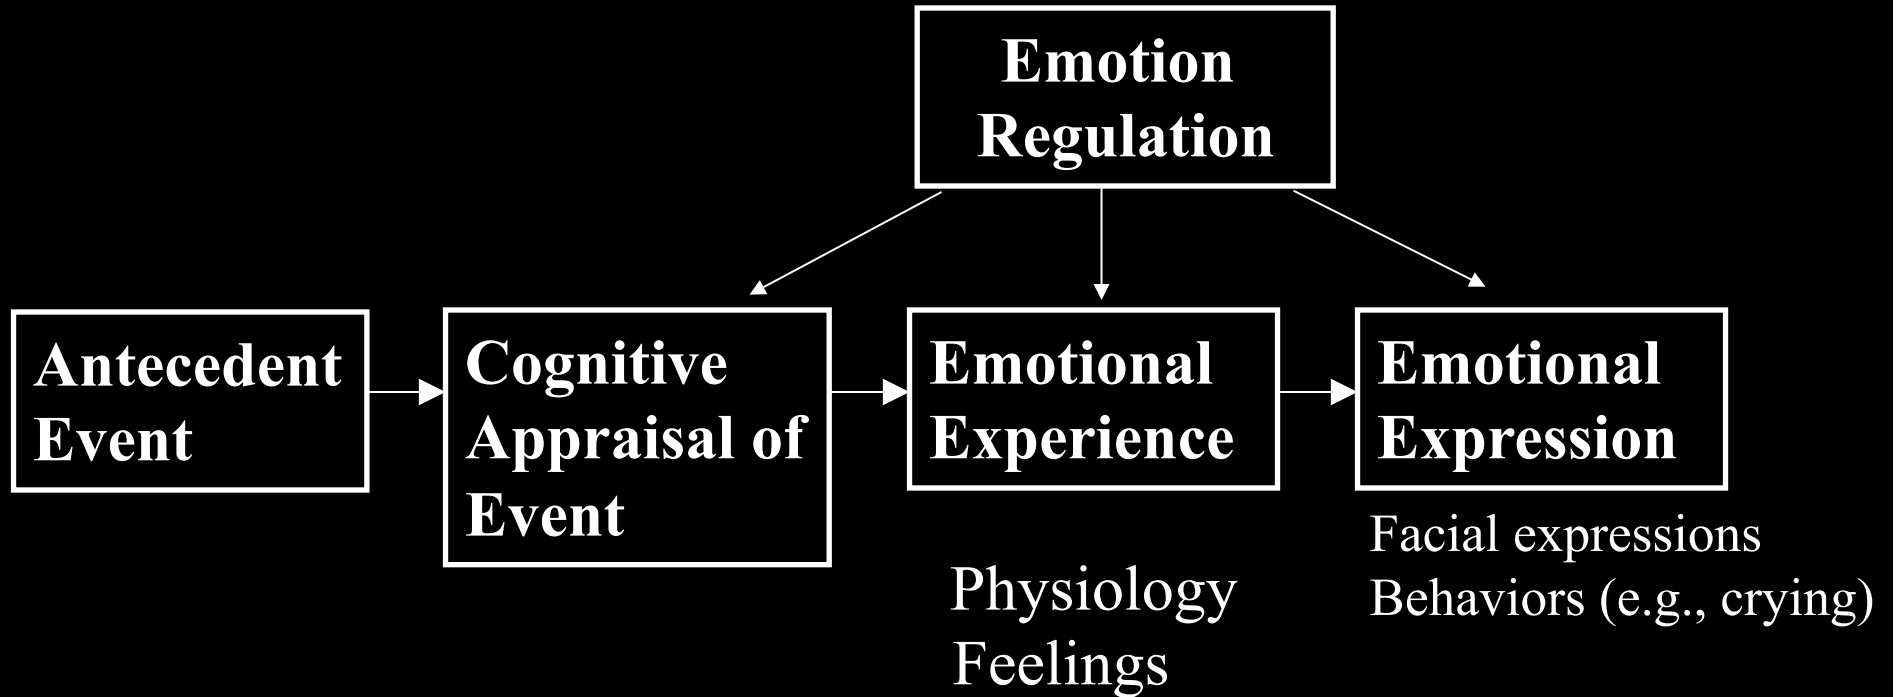 Emotion
Regulation
Antecedent
Event
Cognitive
Appraisal of
Event
Emotional
Experience
Emotional
Expression
Physiology
Feelings
Facial expressions
Behaviors (e.g., crying)